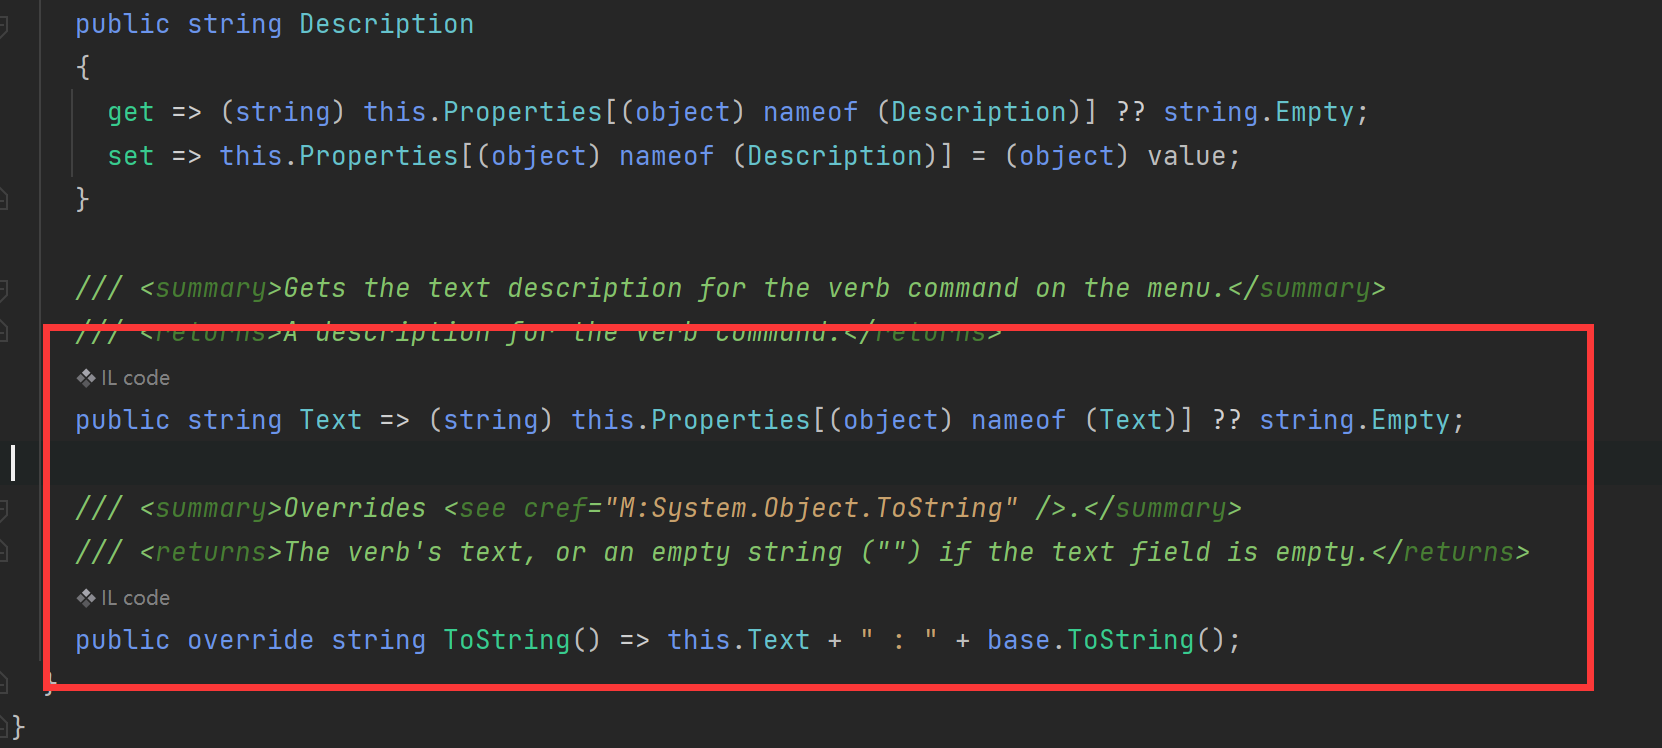 public string Description
{
get => (string) this.Properties[(object) nameof (Description)] ?? string.Empty;
set => this.Properties[(object) nameof (Description)] = (object) value;
}
/// <summary>Gets the text description for the verb command on the menu.</summary>
/// <returns>A description for the verb command.</returns>
IL code
public string Text => (string) this.Properties[(object) nameof (Text)] ?? string.Empty;
/// <summary>Overrides <see cref="M:System.Object.ToString" />.</summary>
/// <returns>The verb's text, or an empty string ("") if the text field is empty.</returns>
IL code
public override string ToString() => this.Text + " : " + base.ToString();
}
}